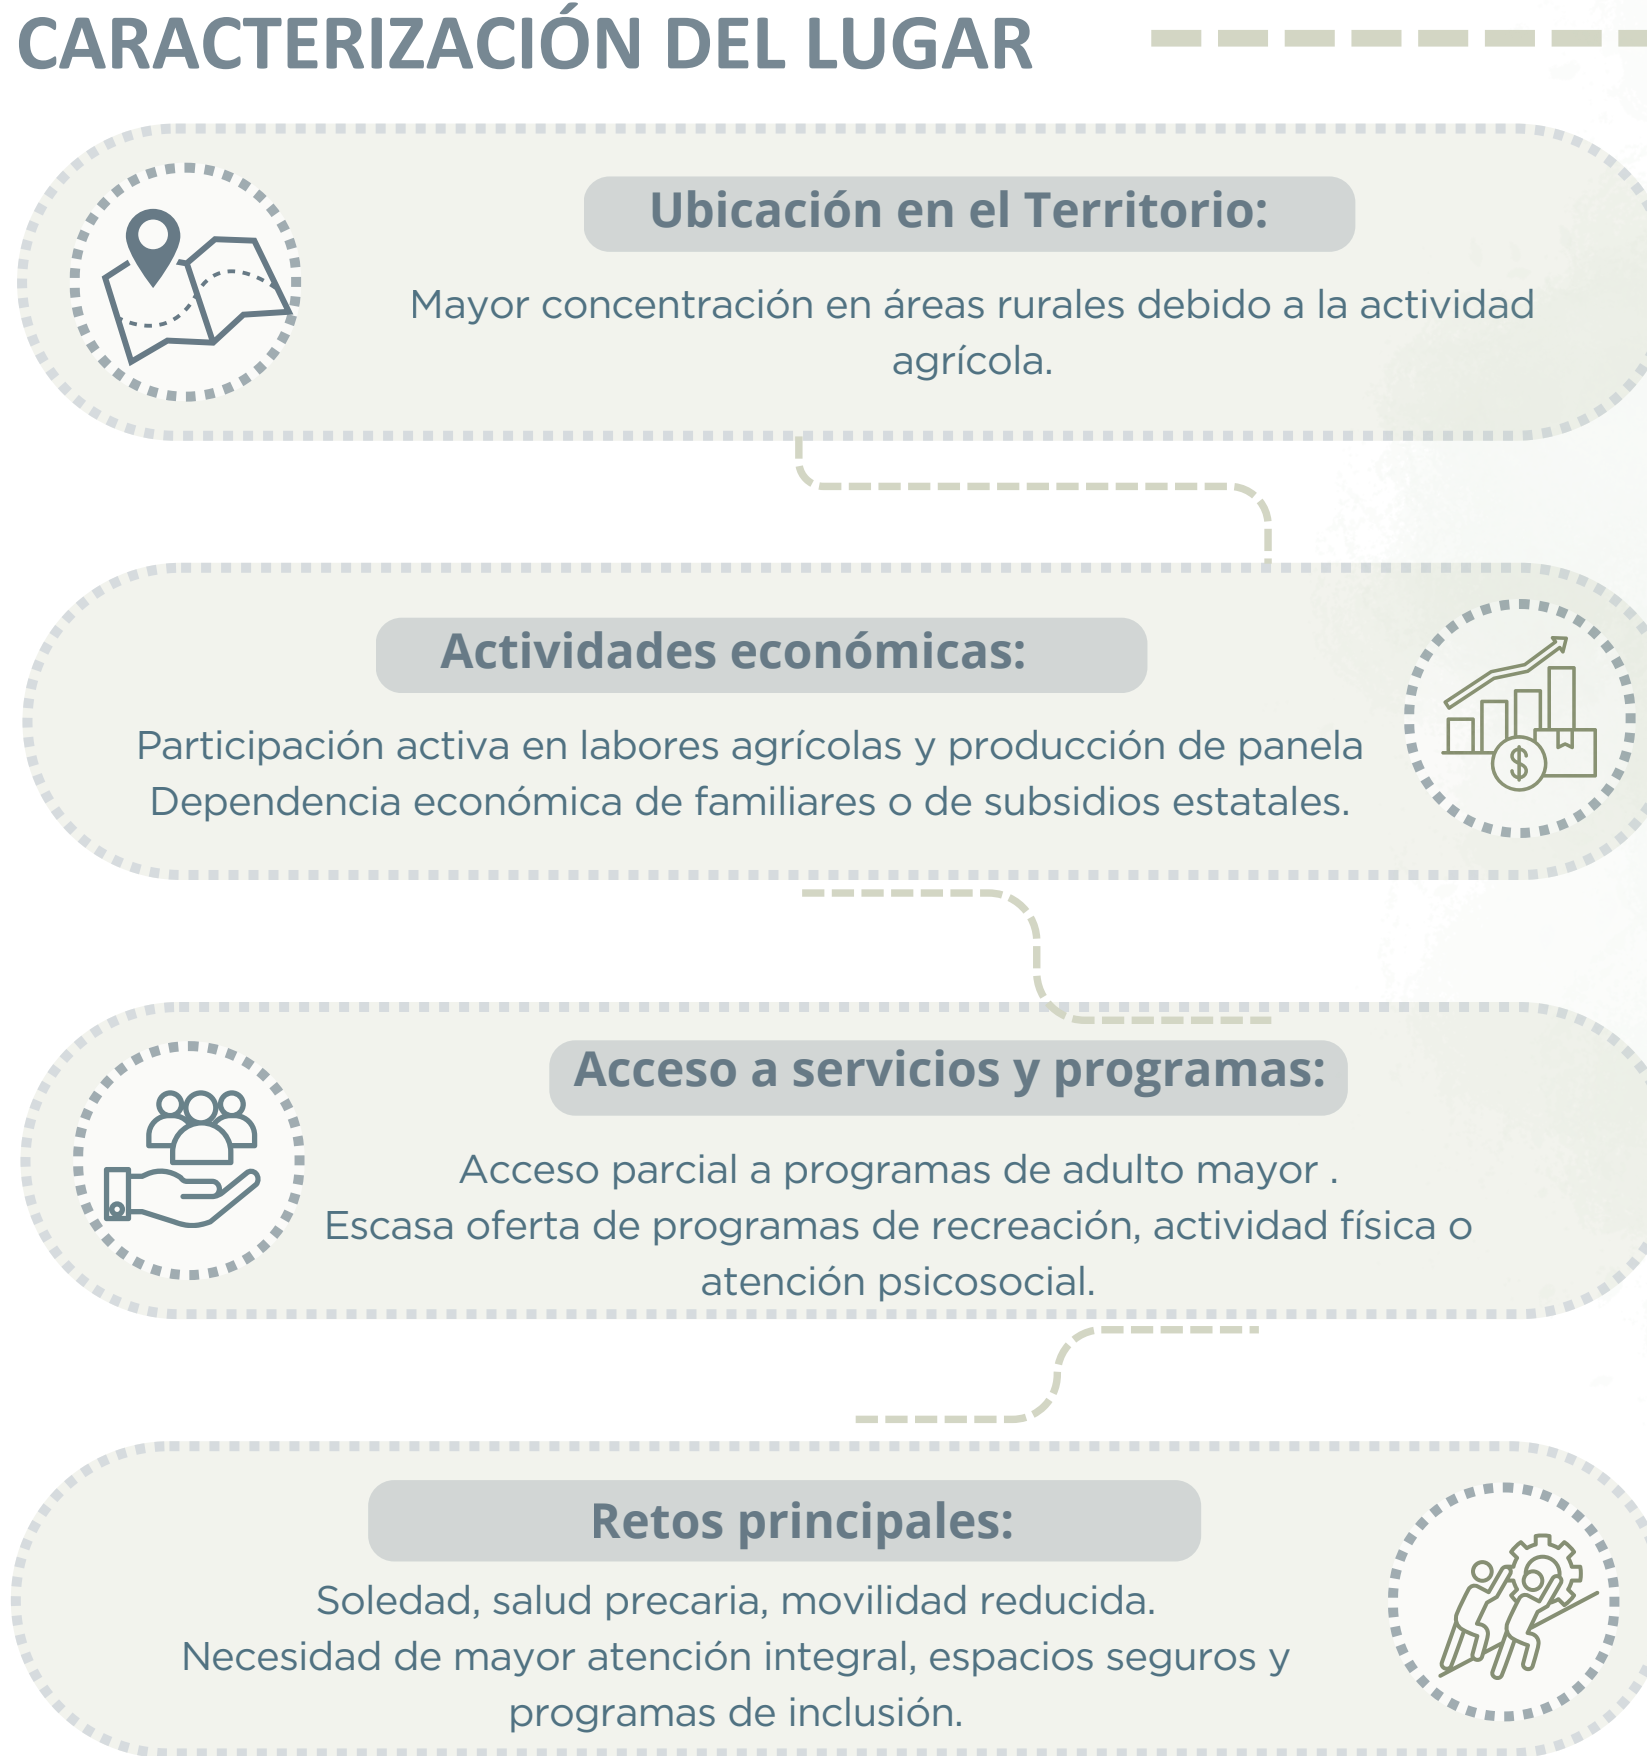 CARACTERIZACIÓN DEL LUGAR
Ubicación en el Territorio:
Mayor concentración en áreas rurales debido a la actividad
agrícola.
Actividades económicas:
Participación activa en labores agrícolas y producción de panela
Dependencia económica de familiares o de subsidios estatales.
$
Acceso a servicios y programas:
Acceso parcial a programas de adulto mayor .
Escasa oferta de programas de recreación, actividad física o
atención psicosocial.
Retos principales:
Soledad, salud precaria, movilidad reducida.
Necesidad de mayor atención integral, espacios seguros y
programas de inclusión.